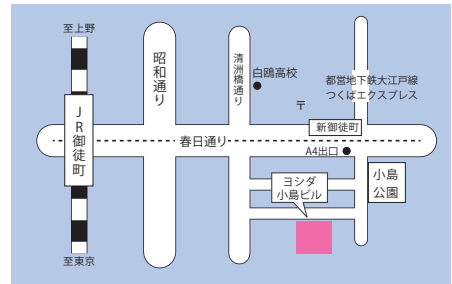 至上野
昭和通り
清洲橋通り
白鴎高校
都営地下鉄大江戸線
つくばエクスプレス
〒
新御徒町
JR御徒町
春日通り
A4出口
小島
公園
ヨシダ
小島ビル
至東京